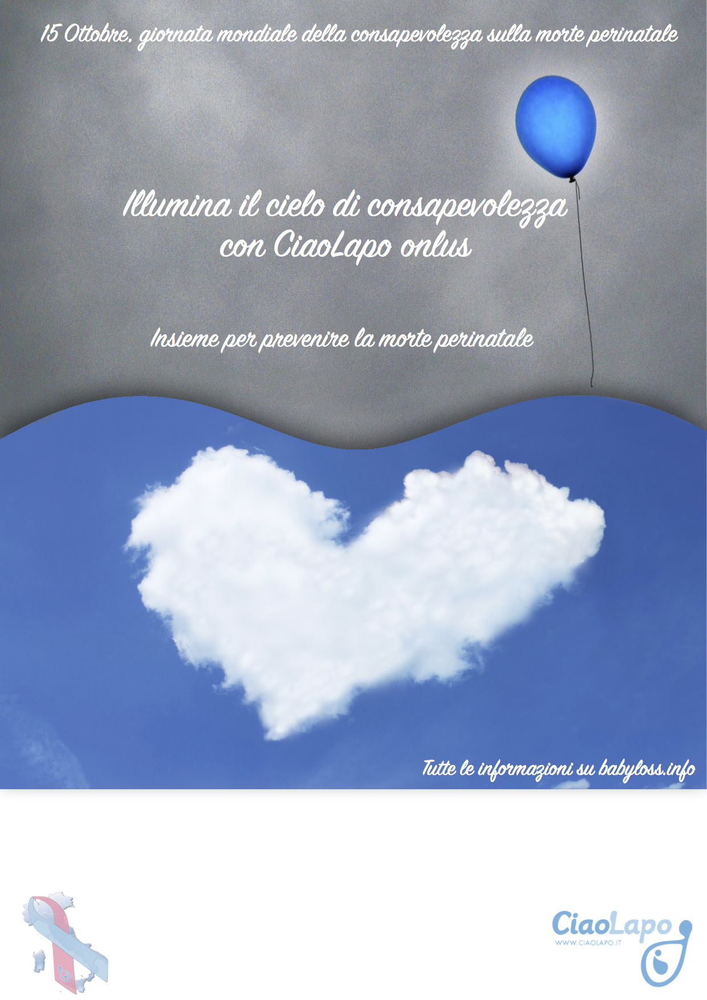 15 Ottobre, giornata mondiale della consapevolezza sulla morte perinatale
Illumina il cielo di consapevolezza
con CiaoLapo onlus
Insieme per prevenire la morte perinatale
Tutte le informazioni su babyloss.info
CiaoLapo
WWW.CIAOLAPO.IT